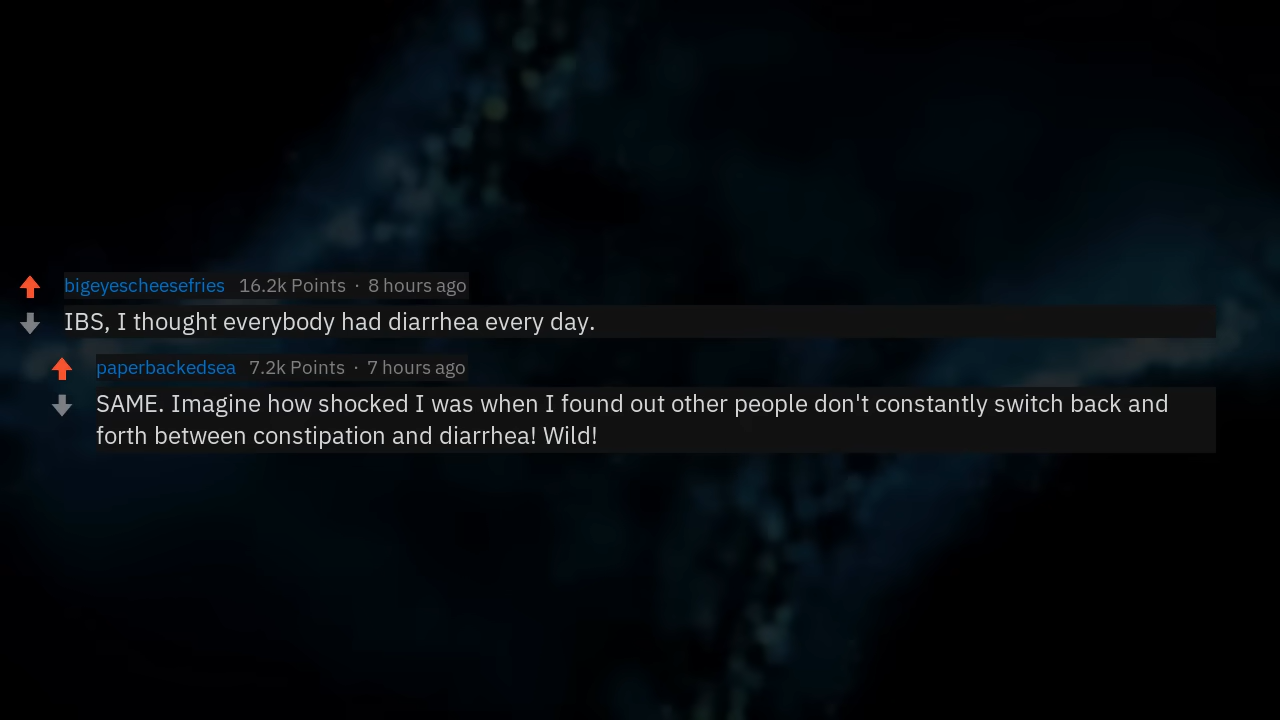 bigeyescheesefries 16.2k Points · 8 hours ago
IBS, I thought everybody had diarrhea every day.
paperbackedsea 7.2k Points · 7 hours ago
SAME. Imagine how shocked I was when I found out other people don't constantly switch back and
forth between constipation and diarrhea! Wild!